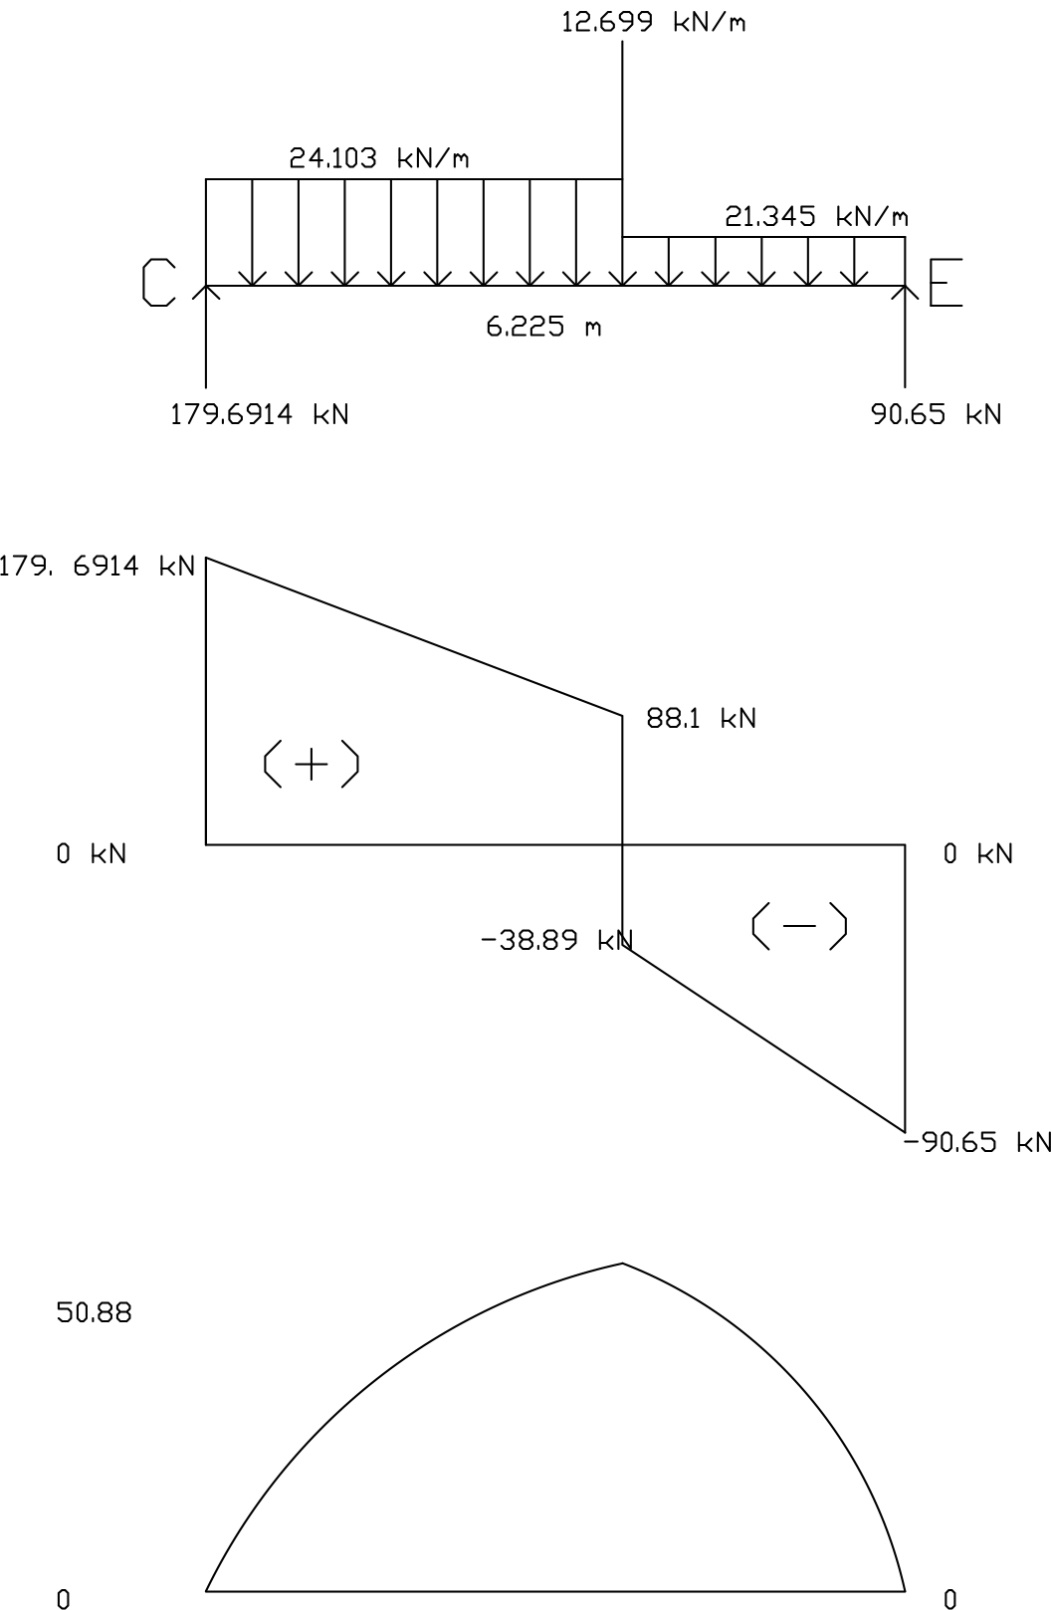 12.699 kN/m
24.103 kN/m
21.345 kN/m
C
E
6.225 m
179.6914 kN
90.65 kN
179. 6914 kN
88.1 kN
(+)
0 kN
0 kN
(-)
-38.89 kN
-90.65 kN
50.88
0
0